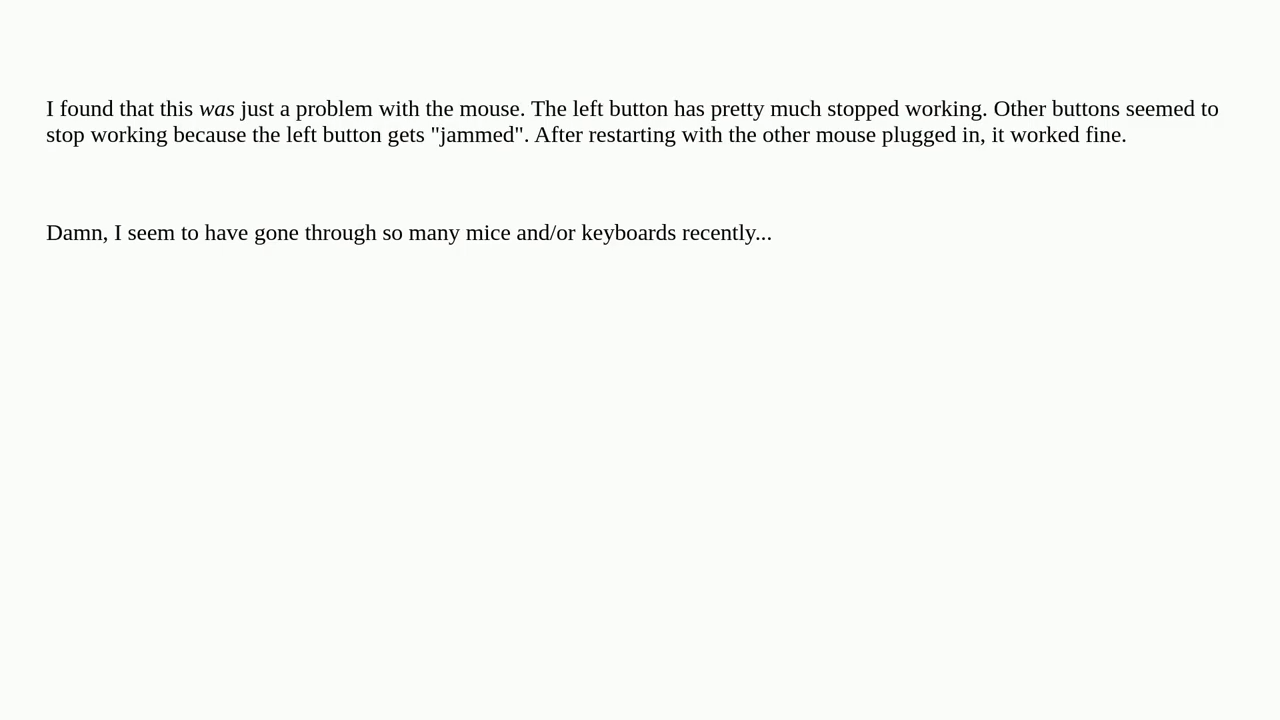 I found that this was just a problem with the mouse. The left button has pretty much stopped working. Other buttons seemed to
stop working because the left button gets "jammed". After restarting with the other mouse plugged in, it worked fine.
Damn, I seem to have gone through so many mice and/or keyboards recently...